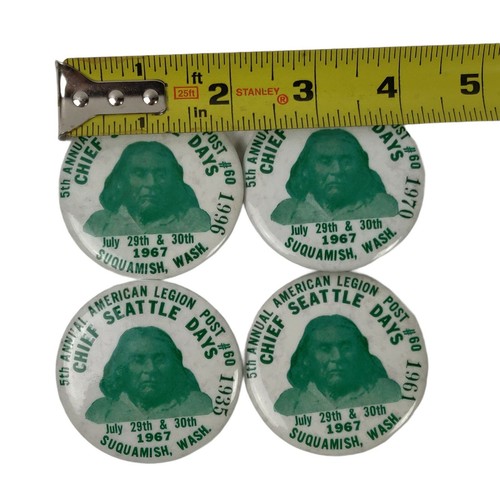 1 ft 2 3 4 5
25ft STANLEY®
in
5th ANNUAL POST #60
CHIEF DAYS
1996
July 29th & 30th
1967
SUQUAMISH, WASH.
5th ANNUAL POST #60
CHIEF DAYS
1970
July 29th & 30th
1967
SUQUAMISH, WASH.
5th ANNUAL AMERICAN LEGION POST #60
CHIEF SEATTLE DAYS
1935
July 29th & 30th
1967
SUQUAMISH, WASH.
5th ANNUAL AMERICAN LEGION POST #60
CHIEF SEATTLE DAYS
1961
July 29th & 30th
1967
SUQUAMISH, WASH.